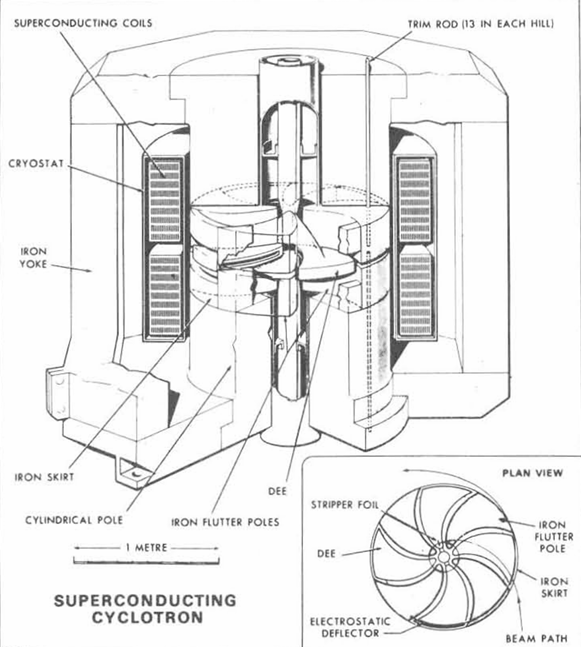 SUPERCONDUCTING COILS
TRIM ROD (13 IN EACH HILL)
CRYOSTAT
IRON
YOKE
IRON SKIRT
CYLINDRICAL POLE
IRON FLUTTER POLES
DEE
1 METRE
SUPERCONDUCTING
CYCLOTRON
PLAN VIEW
STRIPPER FOIL
DEE
IRON
FLUTTER
POLE
IRON
SKIRT
ELECTROSTATIC
DEFLECTOR
BEAM PATH